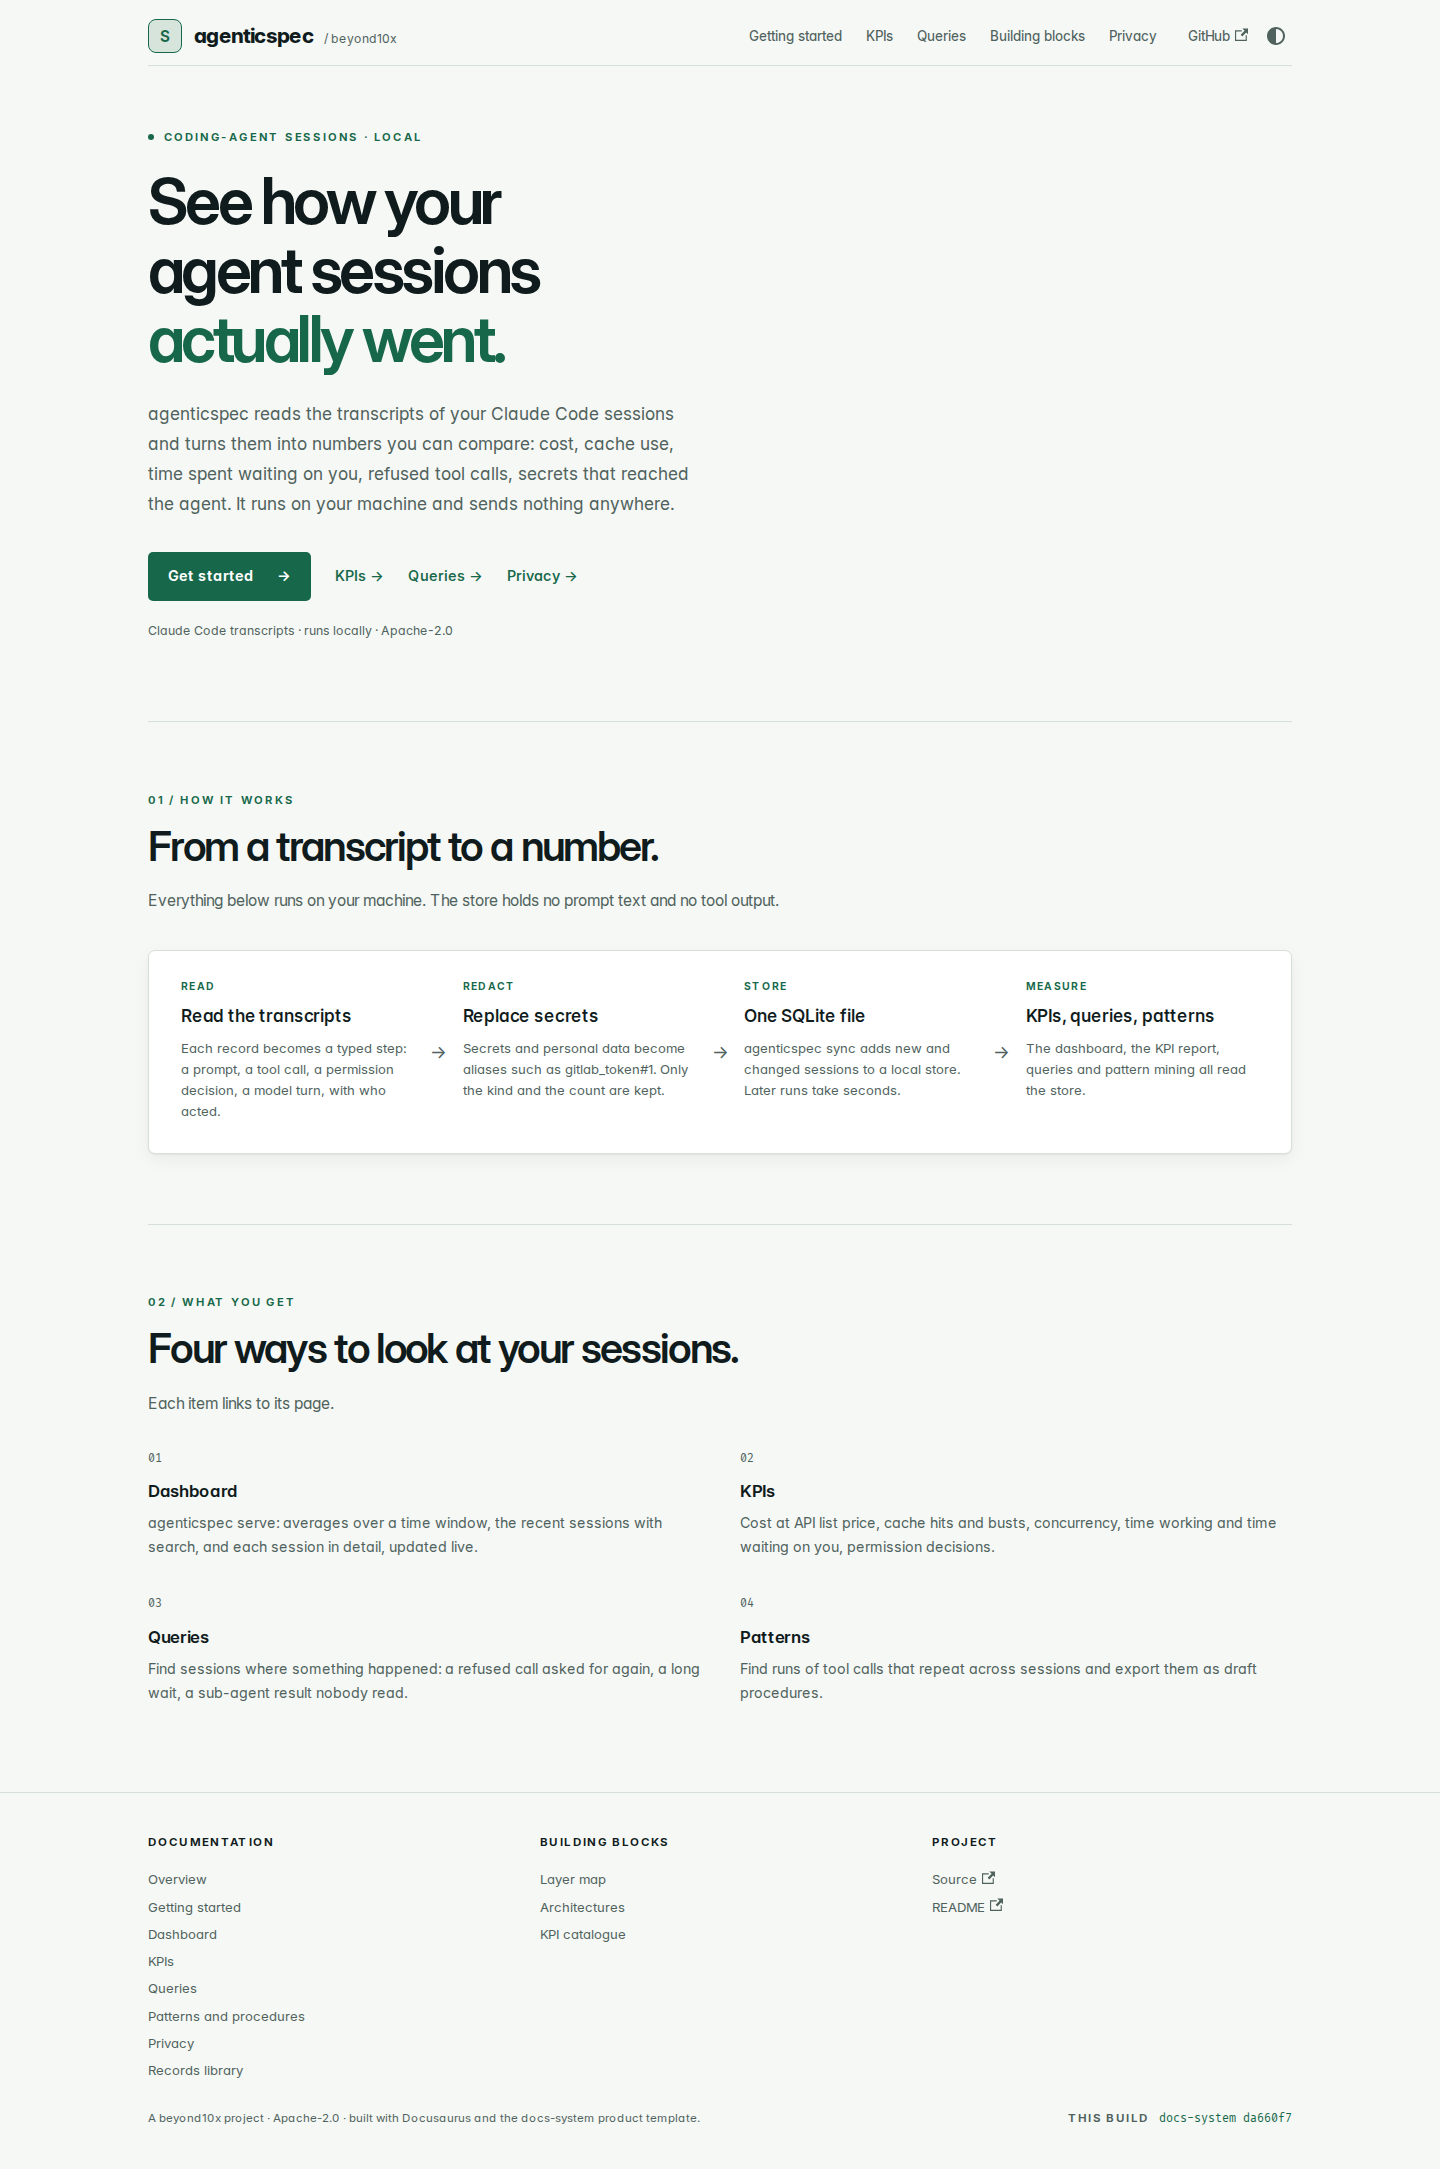 S agenticspec / beyond10x Getting started KPIs Queries Building blocks Privacy GitHub
CODING-AGENT SESSIONS · LOCAL
See how your
agent sessions
actually went.
agenticspec reads the transcripts of your Claude Code sessions
and turns them into numbers you can compare: cost, cache use,
time spent waiting on you, refused tool calls, secrets that reached
the agent. It runs on your machine and sends nothing anywhere.
Get started → KPIs → Queries → Privacy →
Claude Code transcripts · runs locally · Apache-2.0
01 / HOW IT WORKS
From a transcript to a number.
Everything below runs on your machine. The store holds no prompt text and no tool output.
READ
Read the transcripts
Each record becomes a typed step:
a prompt, a tool call, a permission
decision, a model turn, with who
acted.
→
REDACT
Replace secrets
Secrets and personal data become
aliases such as gitlab_token#1. Only
the kind and the count are kept.
→
STORE
One SQLite file
agenticspec sync adds new and
changed sessions to a local store.
Later runs take seconds.
→
MEASURE
KPIs, queries, patterns
The dashboard, the KPI report,
queries and pattern mining all read
the store.
02 / WHAT YOU GET
Four ways to look at your sessions.
Each item links to its page.
01
Dashboard
agenticspec serve: averages over a time window, the recent sessions with
search, and each session in detail, updated live.
02
KPIs
Cost at API list price, cache hits and busts, concurrency, time working and time
waiting on you, permission decisions.
03
Queries
Find sessions where something happened: a refused call asked for again, a long
wait, a sub-agent result nobody read.
04
Patterns
Find runs of tool calls that repeat across sessions and export them as draft
procedures.
DOCUMENTATION
Overview
Getting started
Dashboard
KPIs
Queries
Patterns and procedures
Privacy
Records library
BUILDING BLOCKS
Layer map
Architectures
KPI catalogue
PROJECT
Source
README
A beyond10x project · Apache-2.0 · built with Docusaurus and the docs-system product template.
THIS BUILD docs-system da660f7